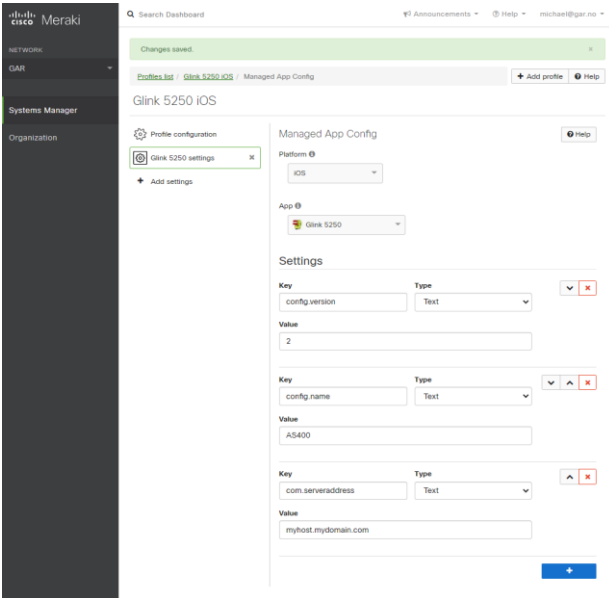 cisco Meraki
Search Dashboard
Announcements
Help
michael@gar.no
NETWORK
GAR
Systems Manager
Organization
Changes saved.
×
Profiles list / Glink 5250 iOS / Managed App Config
+ Add profile
Help
Glink 5250 iOS
Profile configuration
Glink 5250 settings ×
+ Add settings
Managed App Config
Help
Platform
iOS
App
Glink 5250
Settings
Key Type
config.version Text
Value
2
Key Type
config.name Text
Value
AS400
Key Type
com.serveraddress Text
Value
myhost.mydomain.com
+